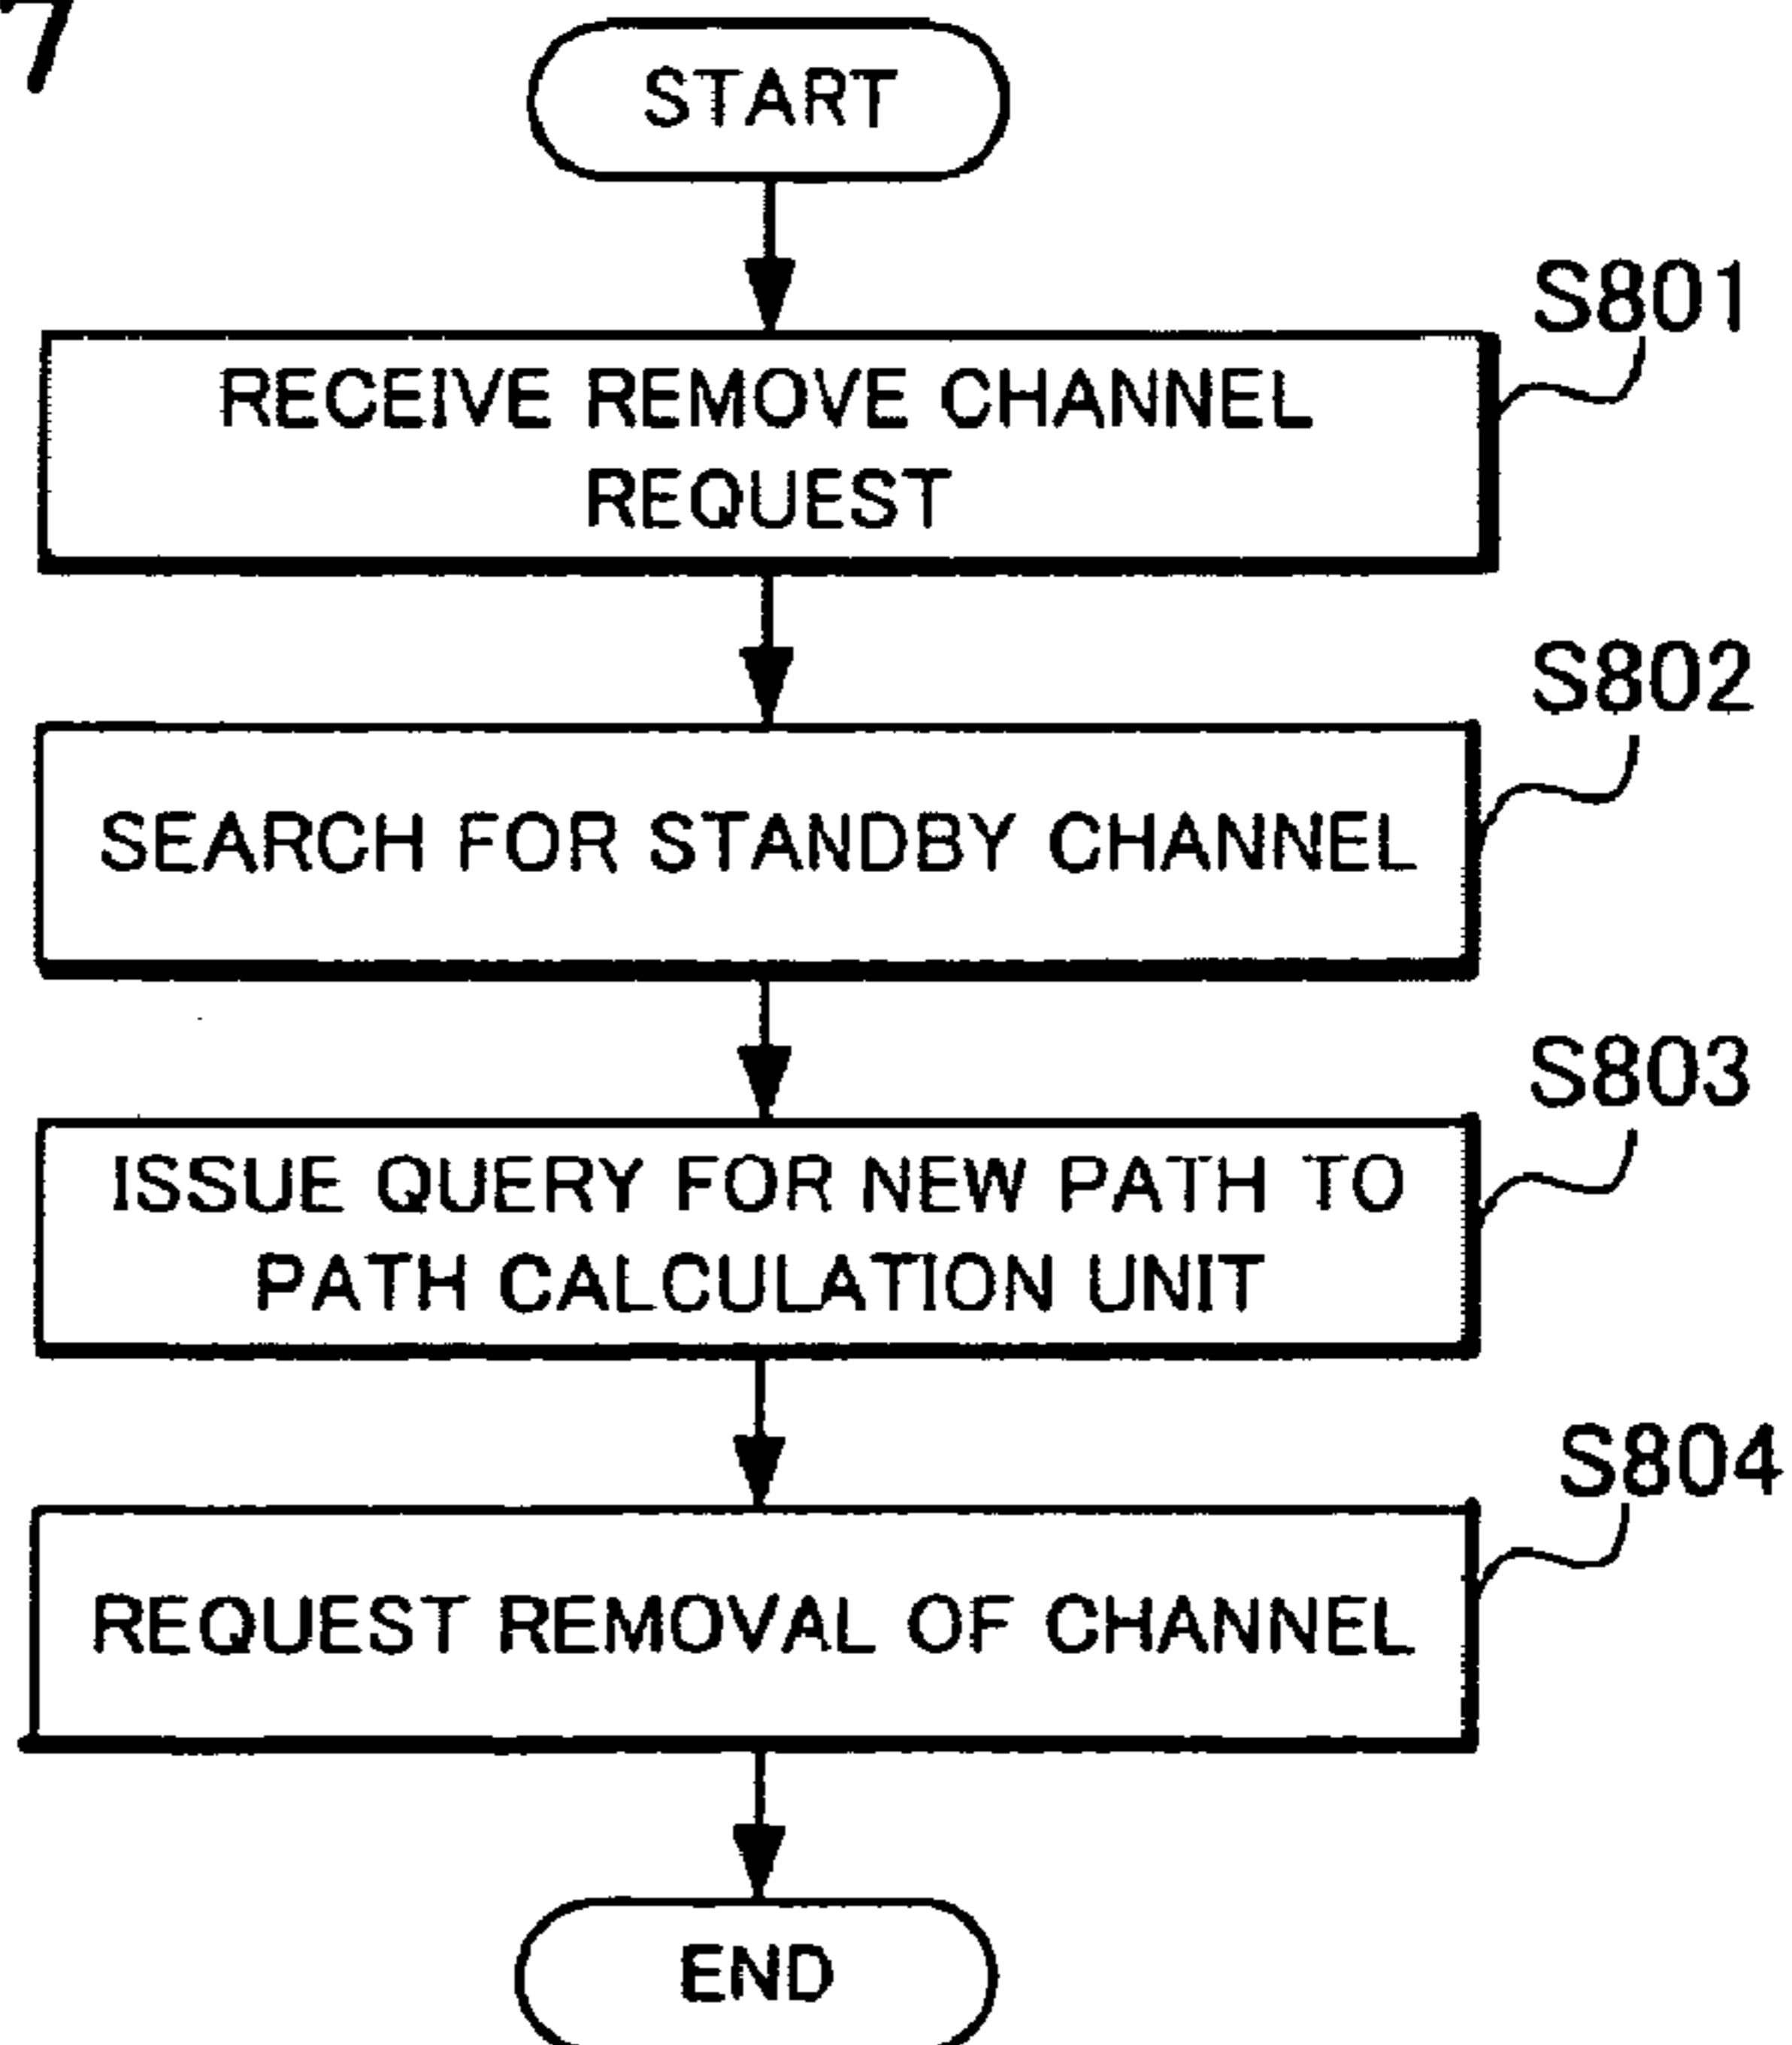 7
START
S801
RECEIVE REMOVE CHANNEL
REQUEST
S802
SEARCH FOR STANDBY CHANNEL
S803
ISSUE QUERY FOR NEW PATH TO
PATH CALCULATION UNIT
S804
REQUEST REMOVAL OF CHANNEL
END